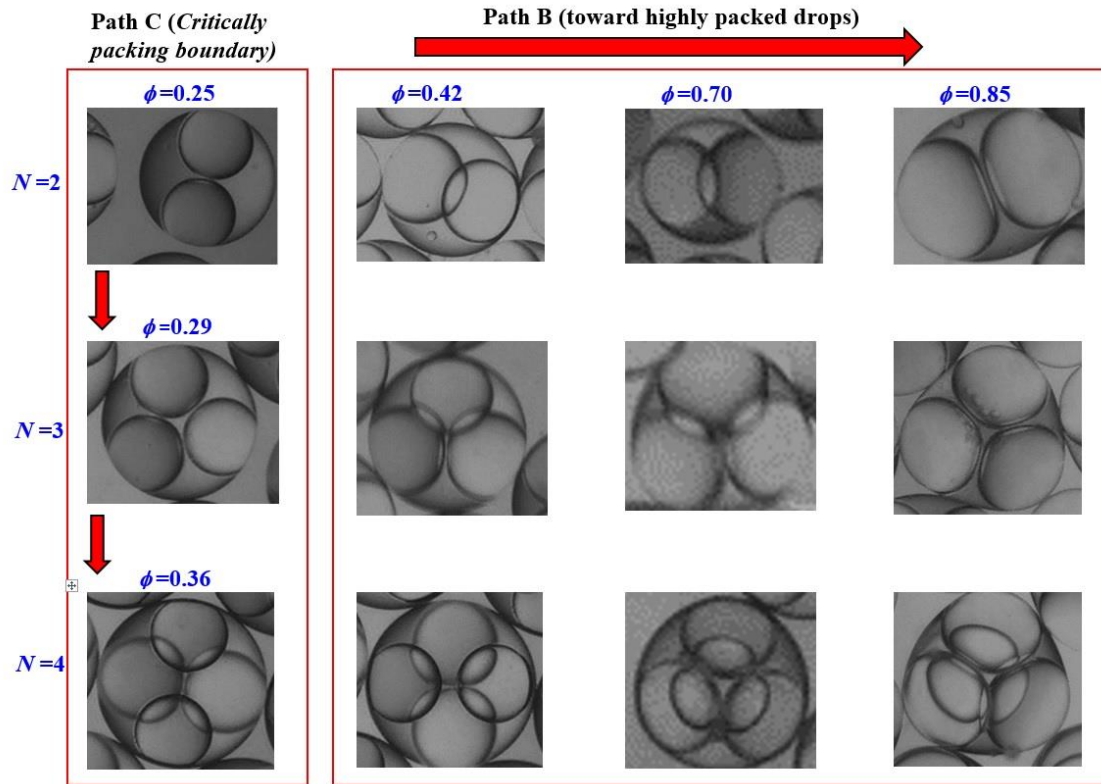 Path C (Critically
packing boundary)
Path B (toward highly packed drops)
ϕ=0.25
ϕ=0.42
ϕ=0.70
ϕ=0.85
N=2
ϕ=0.29
N=3
ϕ=0.36
N=4